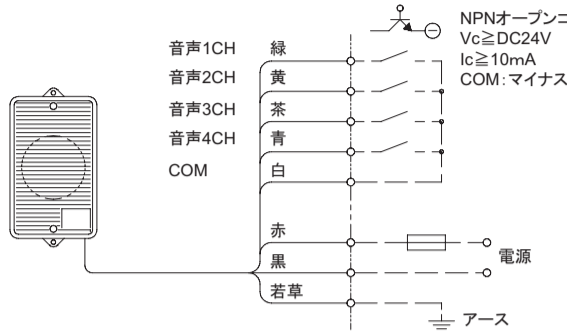 NPNオープンコ
Vc≧DC24V
Ic≧10mA
COM:マイナス
音声1CH 緑
音声2CH 黄
音声3CH 茶
音声4CH 青
COM 白
赤
黒
電源
若草
アース